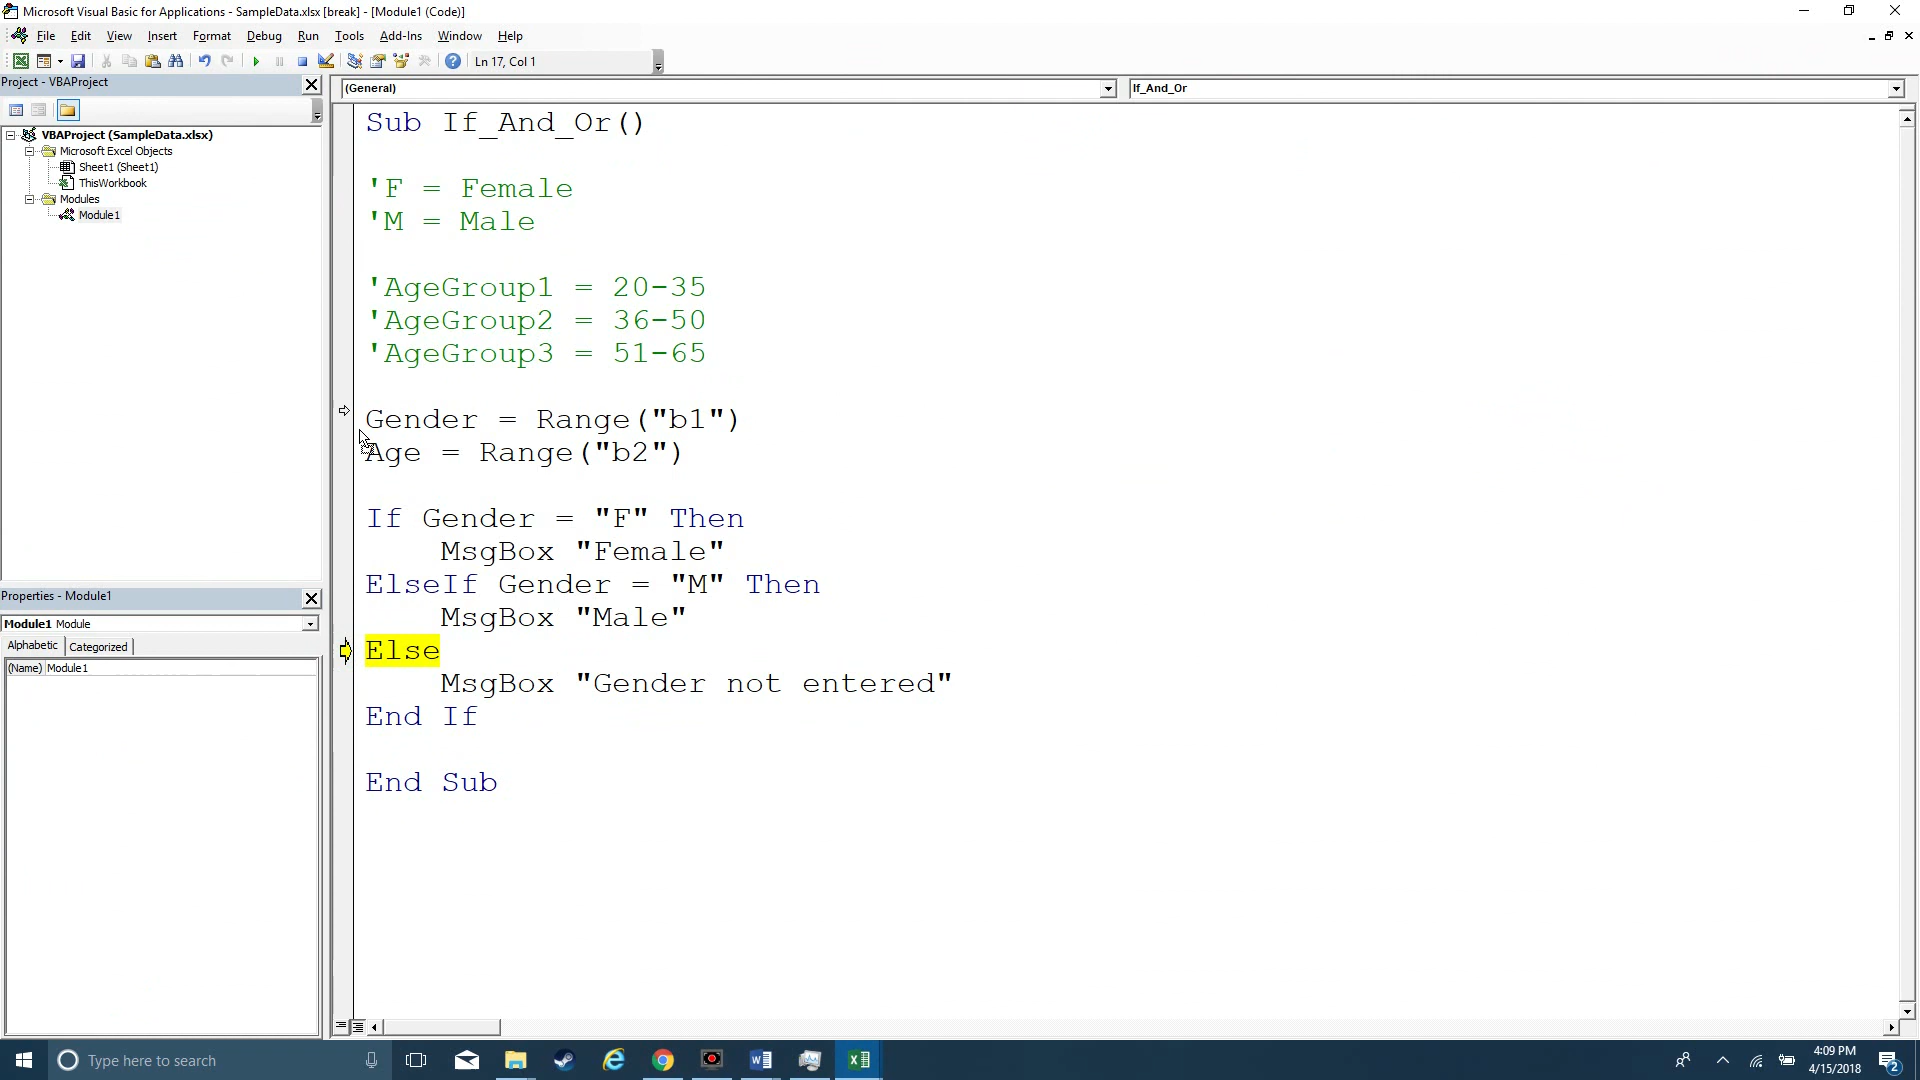 Microsoft Visual Basic for Applications - SampleData.xlsx [break] - [Module1 (Code)]
File Edit View Insert Format Debug Run Tools Add-Ins Window Help
Ln 17, Col 1
Project - VBAProject
(General)
If_And_Or
VBAProject (SampleData.xlsx)
Microsoft Excel Objects
Sheet1 (Sheet1)
ThisWorkbook
Modules
Module1
Properties - Module1
Module1 Module
Alphabetic Categorized
(Name) Module1
Sub If_And_Or()
'F = Female
'M = Male
'AgeGroup1 = 20-35
'AgeGroup2 = 36-50
'AgeGroup3 = 51-65
Gender = Range("b1")
Age = Range("b2")
If Gender = "F" Then
MsgBox "Female"
ElseIf Gender = "M" Then
MsgBox "Male"
Else
MsgBox "Gender not entered"
End If
End Sub
Type here to search
4:09 PM
4/15/2018
2